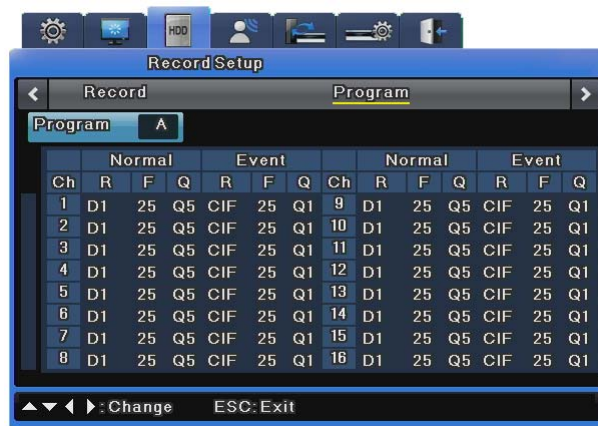 HDD
Record Setup
Record Program
Program A
Normal Event Normal Event
Ch R F Q R F Q Ch R F Q R F Q
1 D1 25 Q5 CIF 25 Q1 9 D1 25 Q5 CIF 25 Q1
2 D1 25 Q5 CIF 25 Q1 10 D1 25 Q5 CIF 25 Q1
3 D1 25 Q5 CIF 25 Q1 11 D1 25 Q5 CIF 25 Q1
4 D1 25 Q5 CIF 25 Q1 12 D1 25 Q5 CIF 25 Q1
5 D1 25 Q5 CIF 25 Q1 13 D1 25 Q5 CIF 25 Q1
6 D1 25 Q5 CIF 25 Q1 14 D1 25 Q5 CIF 25 Q1
7 D1 25 Q5 CIF 25 Q1 15 D1 25 Q5 CIF 25 Q1
8 D1 25 Q5 CIF 25 Q1 16 D1 25 Q5 CIF 25 Q1
:Change ESC:Exit